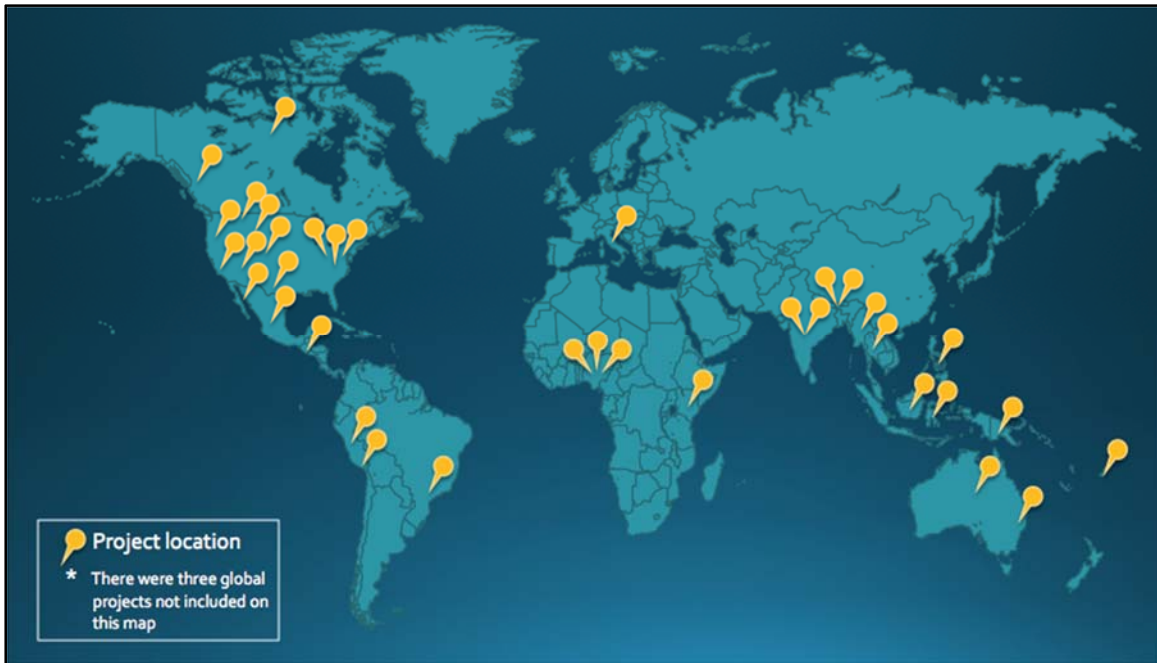 Project location
* There were three global
projects not included on
this map